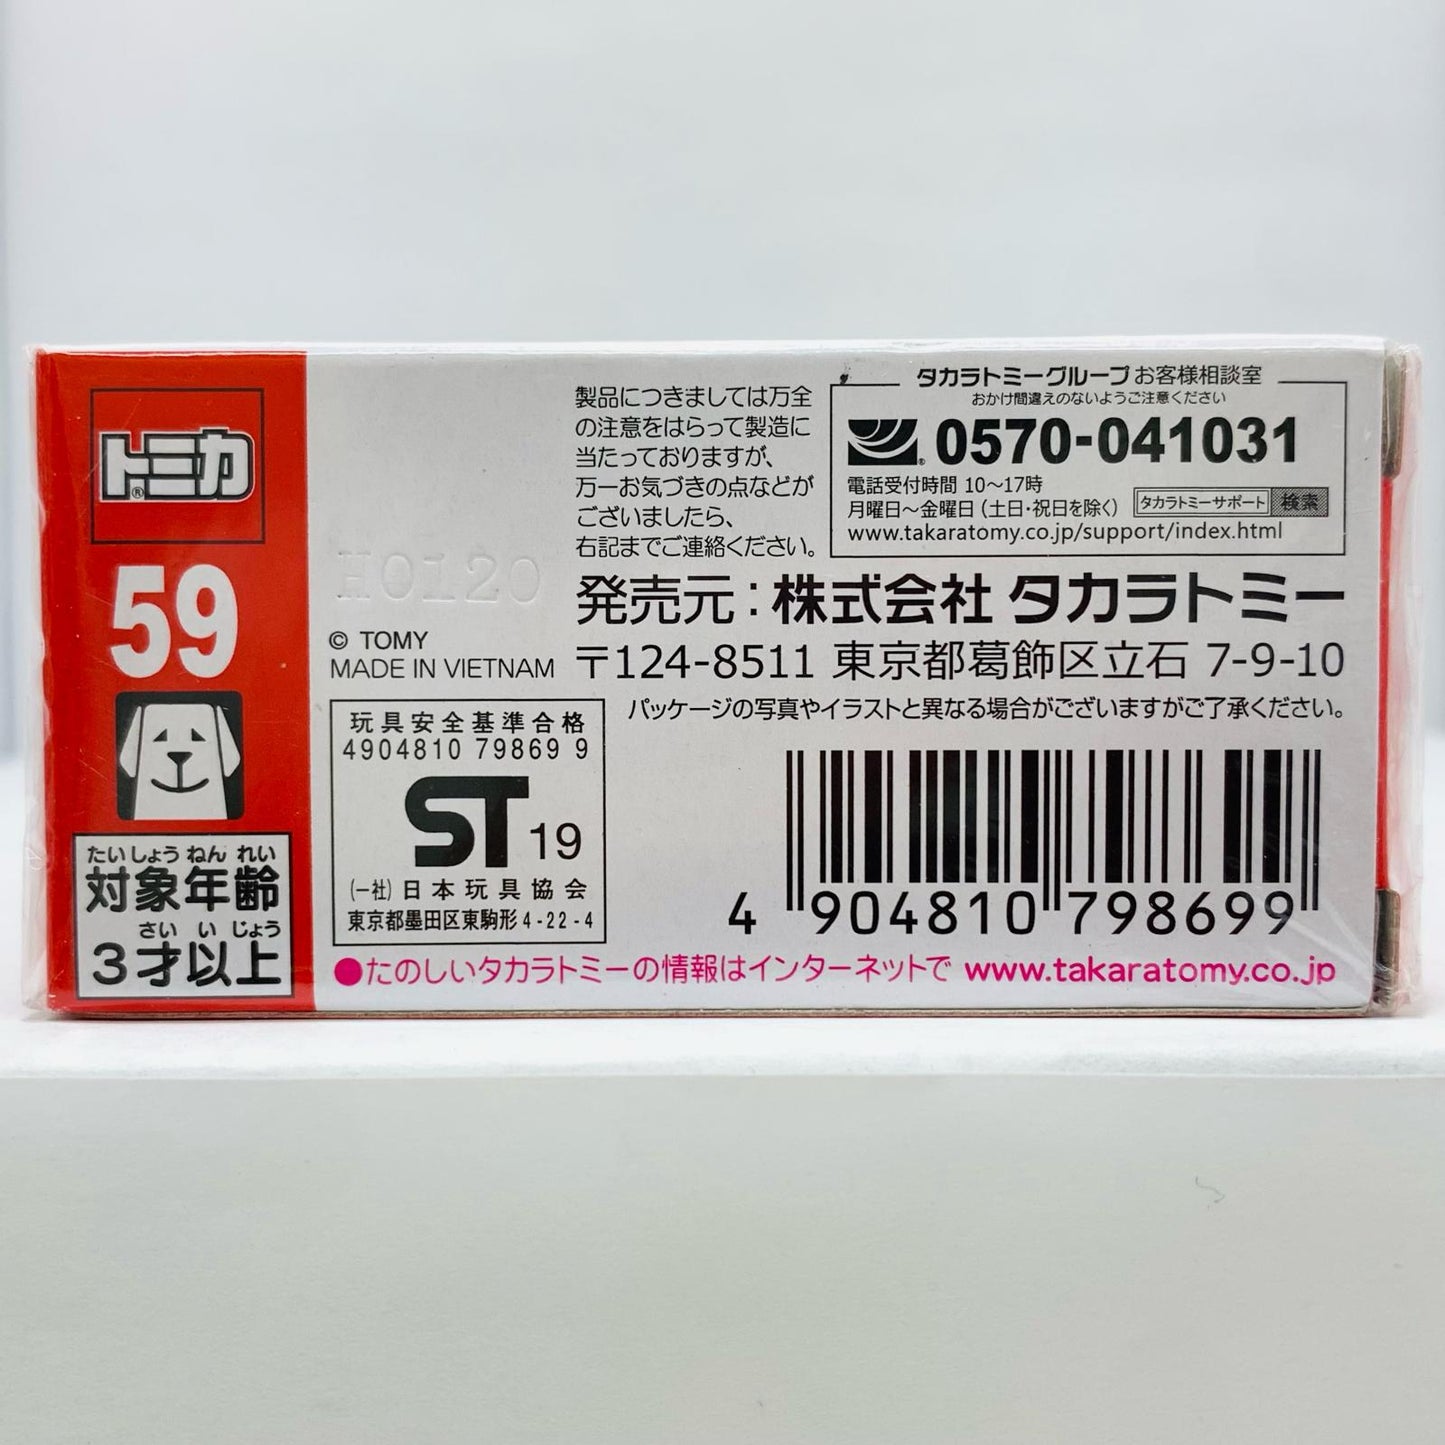 トミカ®
59
たいしょうねんれい
対象年齢
さい い じょう
3才以上
H0120
© TOMY
MADE IN VIETNAM
玩具安全基準合格
4904810 79869 9
ST 19
(一社)日本玩具協会
東京都墨田区東駒形4-22-4
製品につきましては万全
の注意をはらって製造に
当たっておりますが、
万一お気づきの点などが
ございましたら、
右記までご連絡ください。
タカラトミーグループ お客様相談室
おかけ間違えのないようご注意ください
0570-041031
電話受付時間 10〜17時
月曜日〜金曜日(土日・祝日を除く)
タカラトミーサポート 検索
www.takaratomy.co.jp/support/index.html
発売元:株式会社 タカラトミー
〒124-8511 東京都葛飾区立石 7-9-10
パッケージの写真やイラストと異なる場合がございますがご了承ください。
4 904810 798699
●たのしいタカラトミーの情報はインターネットで www.takaratomy.co.jp